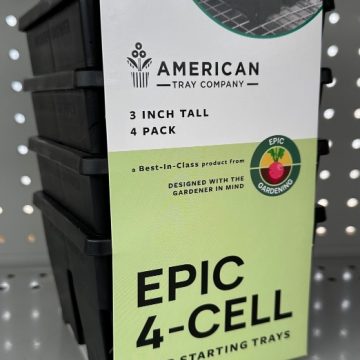 AMERICAN
TRAY COMPANY
3 INCH TALL
4 PACK
a Best-In-Class product from
EPIC
GARDENING
DESIGNED WITH THE
GARDENER IN MIND
EPIC
4-CELL
STARTING TRAYS